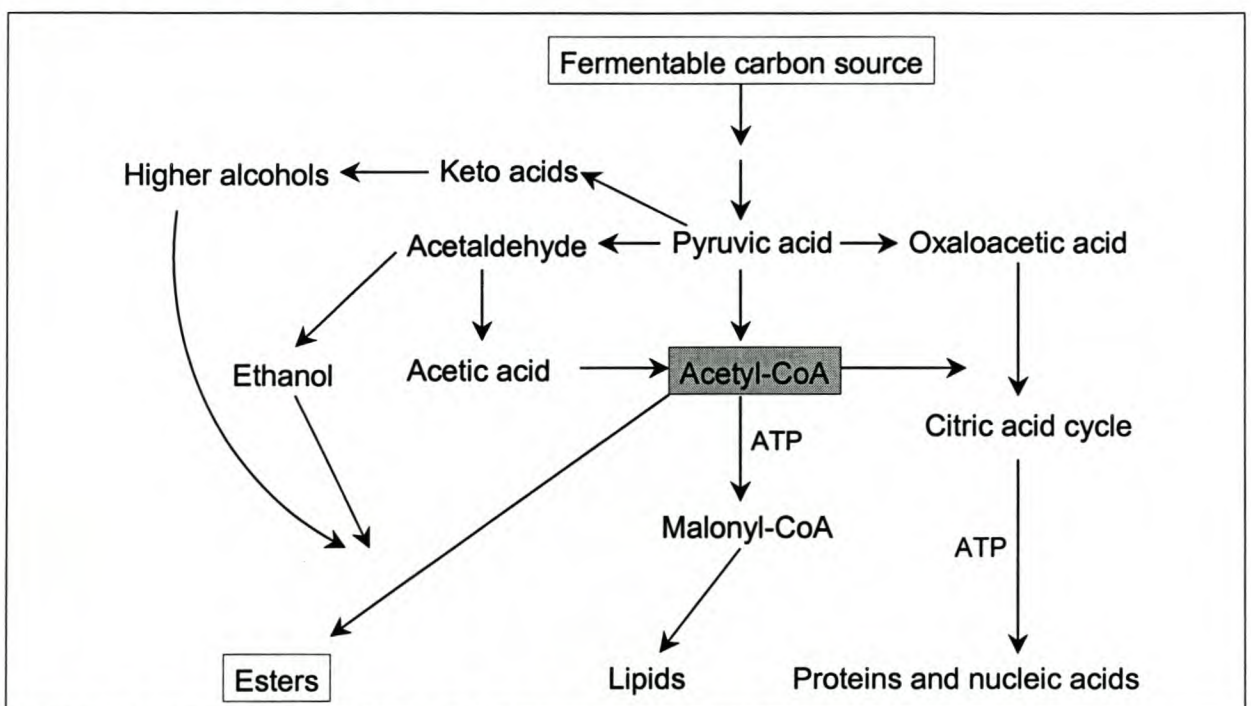 Fermentable carbon source
Higher alcohols
Keto acids
Acetaldehyde
Pyruvic acid
Oxaloacetic acid
Ethanol
Acetic acid
Acetyl-CoA
ATP
Citric acid cycle
Malonyl-CoA
ATP
Esters
Lipids
Proteins and nucleic acids